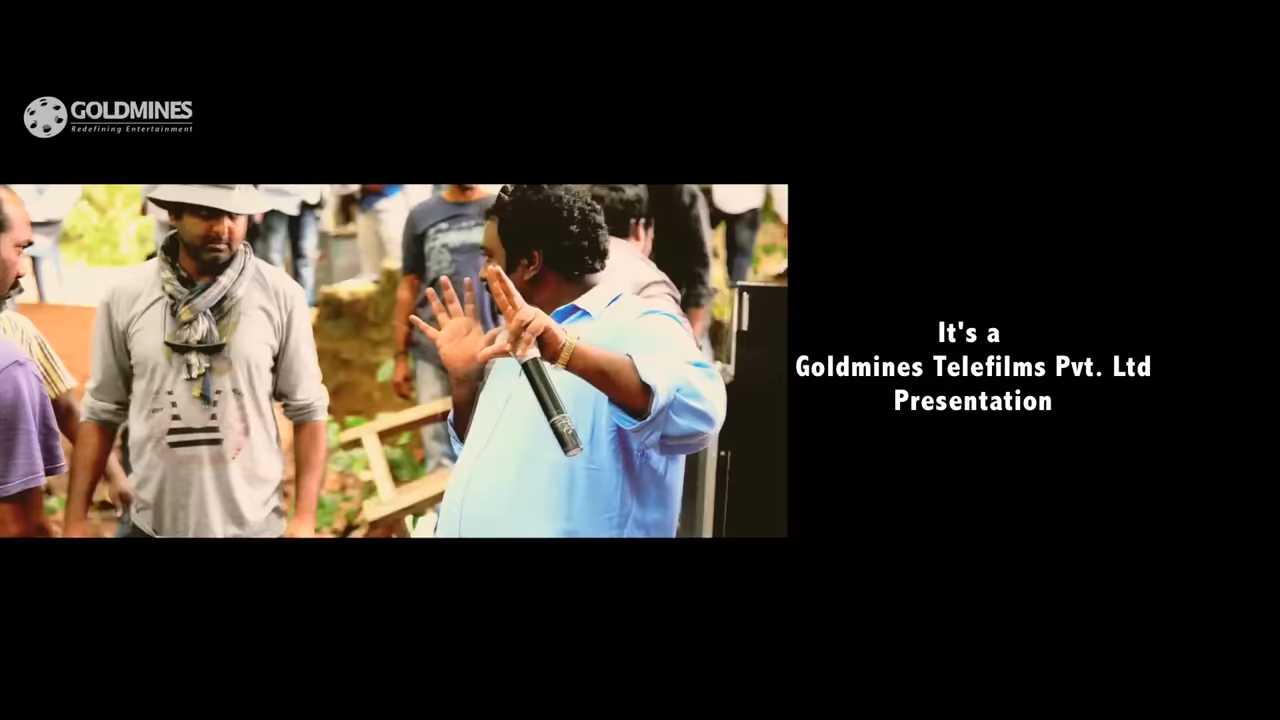 GOLDMINES
Redefining Entertainment
It's a
Goldmines Telefilms Pvt. Ltd
Presentation